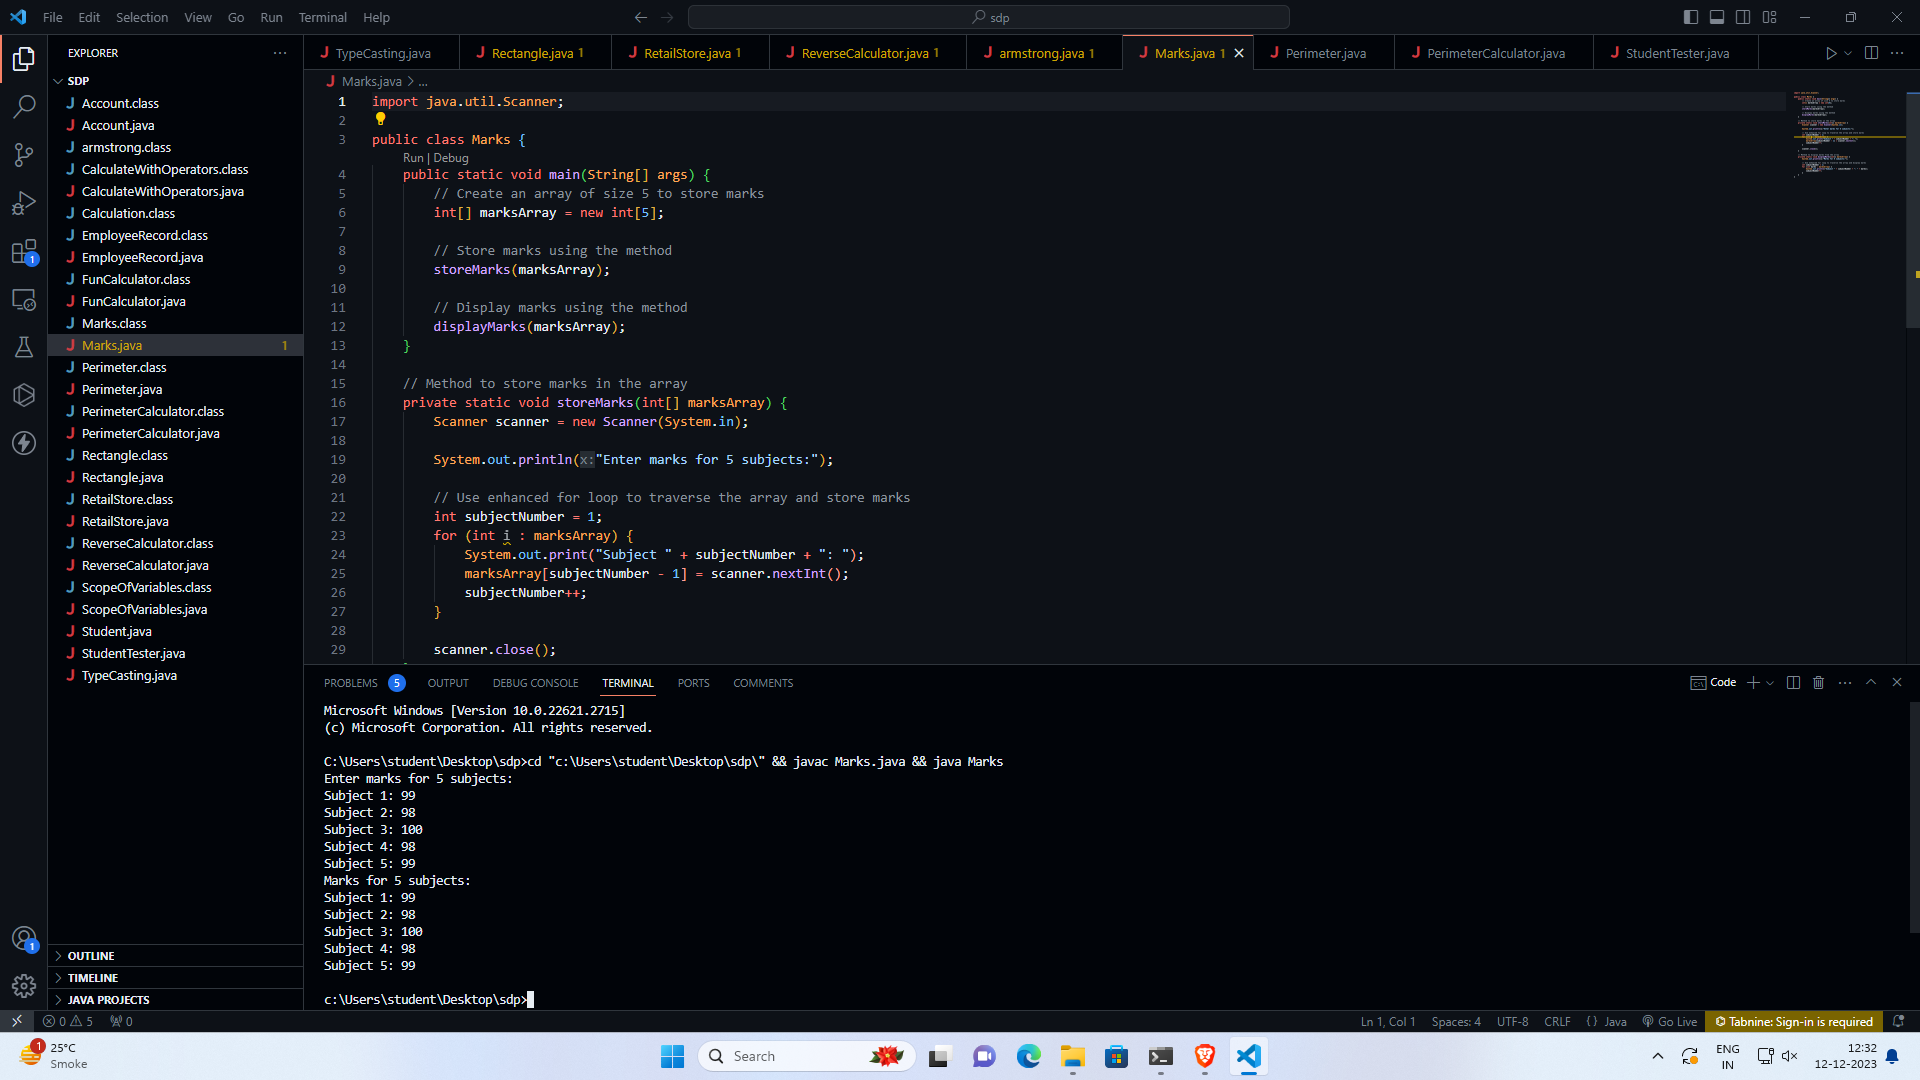 File Edit Selection View Go Run Terminal Help
sdp
EXPLORER
SDP
Account.class
Account.java
armstrong.class
CalculateWithOperators.class
CalculateWithOperators.java
Calculation.class
EmployeeRecord.class
EmployeeRecord.java
FunCalculator.class
FunCalculator.java
Marks.class
Marks.java 1
Perimeter.class
Perimeter.java
PerimeterCalculator.class
PerimeterCalculator.java
Rectangle.class
Rectangle.java
RetailStore.class
RetailStore.java
ReverseCalculator.class
ReverseCalculator.java
ScopeOfVariables.class
ScopeOfVariables.java
Student.java
StudentTester.java
TypeCasting.java
OUTLINE
TIMELINE
JAVA PROJECTS
1
1
TypeCasting.java Rectangle.java 1 RetailStore.java 1 ReverseCalculator.java 1 armstrong.java 1 Marks.java 1 Perimeter.java PerimeterCalculator.java StudentTester.java
Marks.java > ...
1 import java.util.Scanner;
2
3 public class Marks {
Run | Debug
4 public static void main(String[] args) {
5 // Create an array of size 5 to store marks
6 int[] marksArray = new int[5];
7
8 // Store marks using the method
9 storeMarks(marksArray);
10
11 // Display marks using the method
12 displayMarks(marksArray);
13 }
14
15 // Method to store marks in the array
16 private static void storeMarks(int[] marksArray) {
17 Scanner scanner = new Scanner(System.in);
18
19 System.out.println(x:"Enter marks for 5 subjects:");
20
21 // Use enhanced for loop to traverse the array and store marks
22 int subjectNumber = 1;
23 for (int i : marksArray) {
24 System.out.print("Subject " + subjectNumber + ": ");
25 marksArray[subjectNumber - 1] = scanner.nextInt();
26 subjectNumber++;
27 }
28
29 scanner.close();
PROBLEMS 5 OUTPUT DEBUG CONSOLE TERMINAL PORTS COMMENTS
Code
Microsoft Windows [Version 10.0.22621.2715]
(c) Microsoft Corporation. All rights reserved.
C:\Users\student\Desktop\sdp>cd "c:\Users\student\Desktop\sdp\" && javac Marks.java && java Marks
Enter marks for 5 subjects:
Subject 1: 99
Subject 2: 98
Subject 3: 100
Subject 4: 98
Subject 5: 99
Marks for 5 subjects:
Subject 1: 99
Subject 2: 98
Subject 3: 100
Subject 4: 98
Subject 5: 99
c:\Users\student\Desktop\sdp>
0 5 0
Ln 1, Col 1 Spaces: 4 UTF-8 CRLF {} Java Go Live Tabnine: Sign-in is required
1
25°C
Smoke
Search
ENG
IN
12:32
12-12-2023